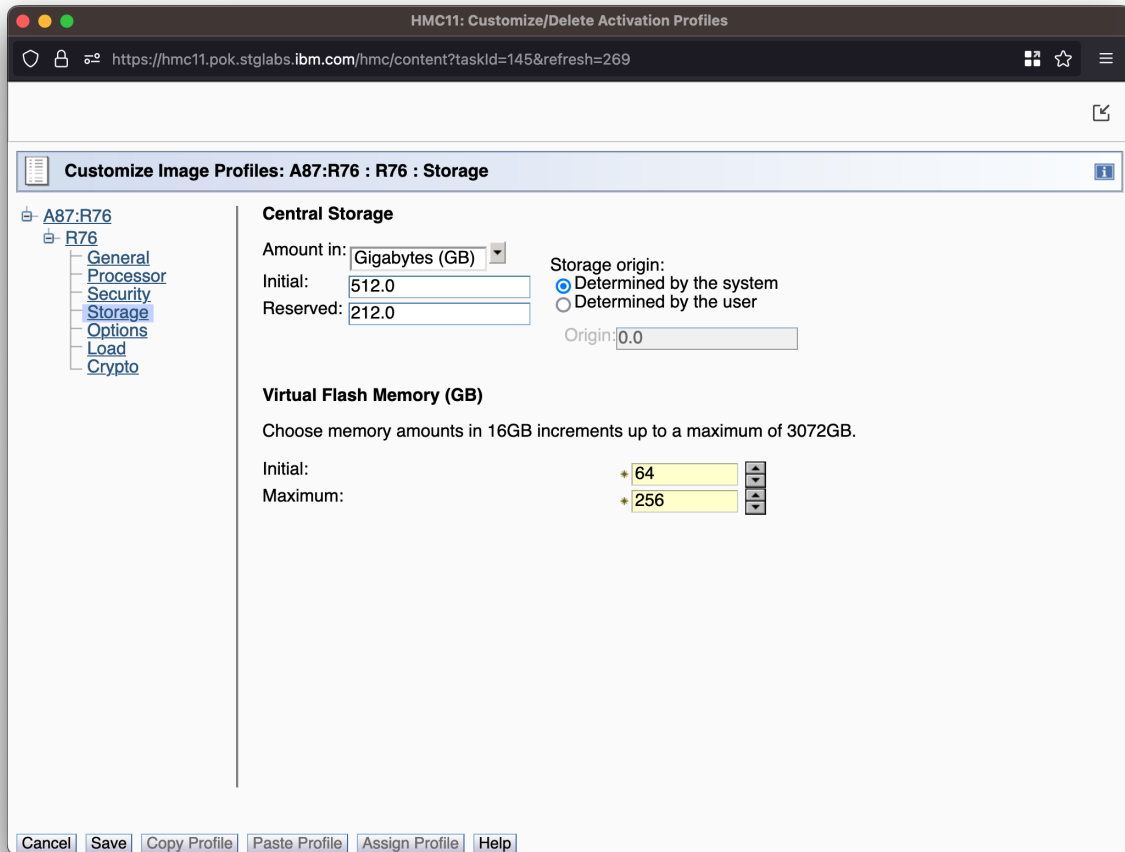 HMC11: Customize/Delete Activation Profiles
https://hmc11.pok.stglabs.ibm.com/hmc/content?taskId=145&refresh=269
Customize Image Profiles: A87:R76 : R76 : Storage
i
A87:R76
R76
General
Processor
Security
Storage
Options
Load
Crypto
Central Storage
Amount in: Gigabytes (GB)
Initial: 512.0
Reserved: 212.0
Storage origin:
Determined by the system
Determined by the user
Origin: 0.0
Virtual Flash Memory (GB)
Choose memory amounts in 16GB increments up to a maximum of 3072GB.
Initial: * 64
Maximum: * 256
Cancel Save Copy Profile Paste Profile Assign Profile Help